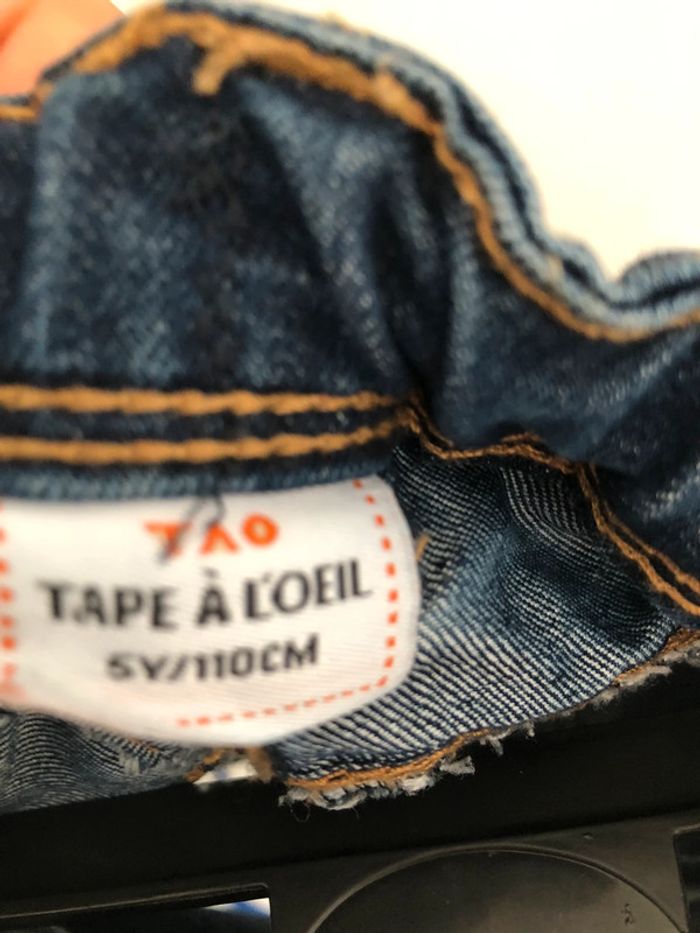 TAO
TAPE À L'OEIL
5Y/110CM